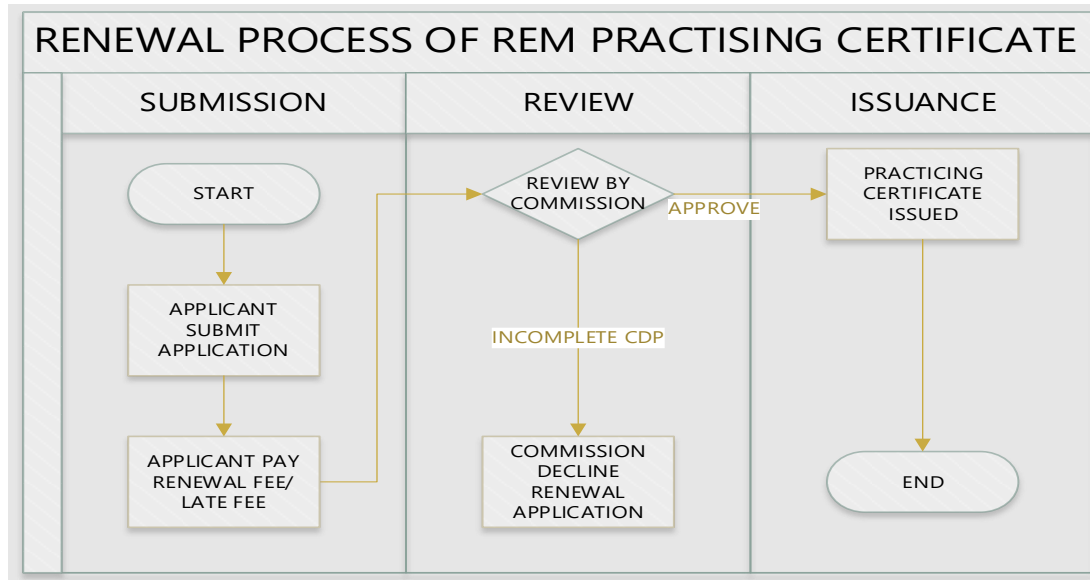 RENEWAL PROCESS OF REM PRACTISING CERTIFICATE
SUBMISSION
REVIEW
ISSUANCE
START
APPLICANT
SUBMIT
APPLICATION
APPLICANT PAY
RENEWAL FEE/
LATE FEE
REVIEW BY
COMMISSION
APPROVE
INCOMPLETE CDP
COMMISSION
DECLINE
RENEWAL
APPLICATION
PRACTICING
CERTIFICATE
ISSUED
END